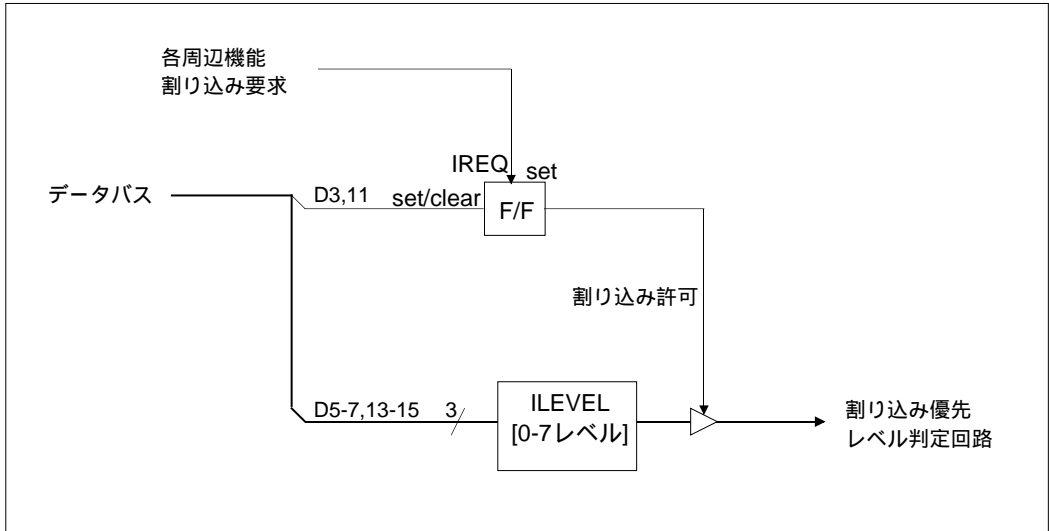 各周辺機能
割り込み要求
IREQ
set
データバス
D3,11
set/clear
F/F
割り込み許可
D5-7,13-15
3
ILEVEL
[0-7レベル]
割り込み優先
レベル判定回路